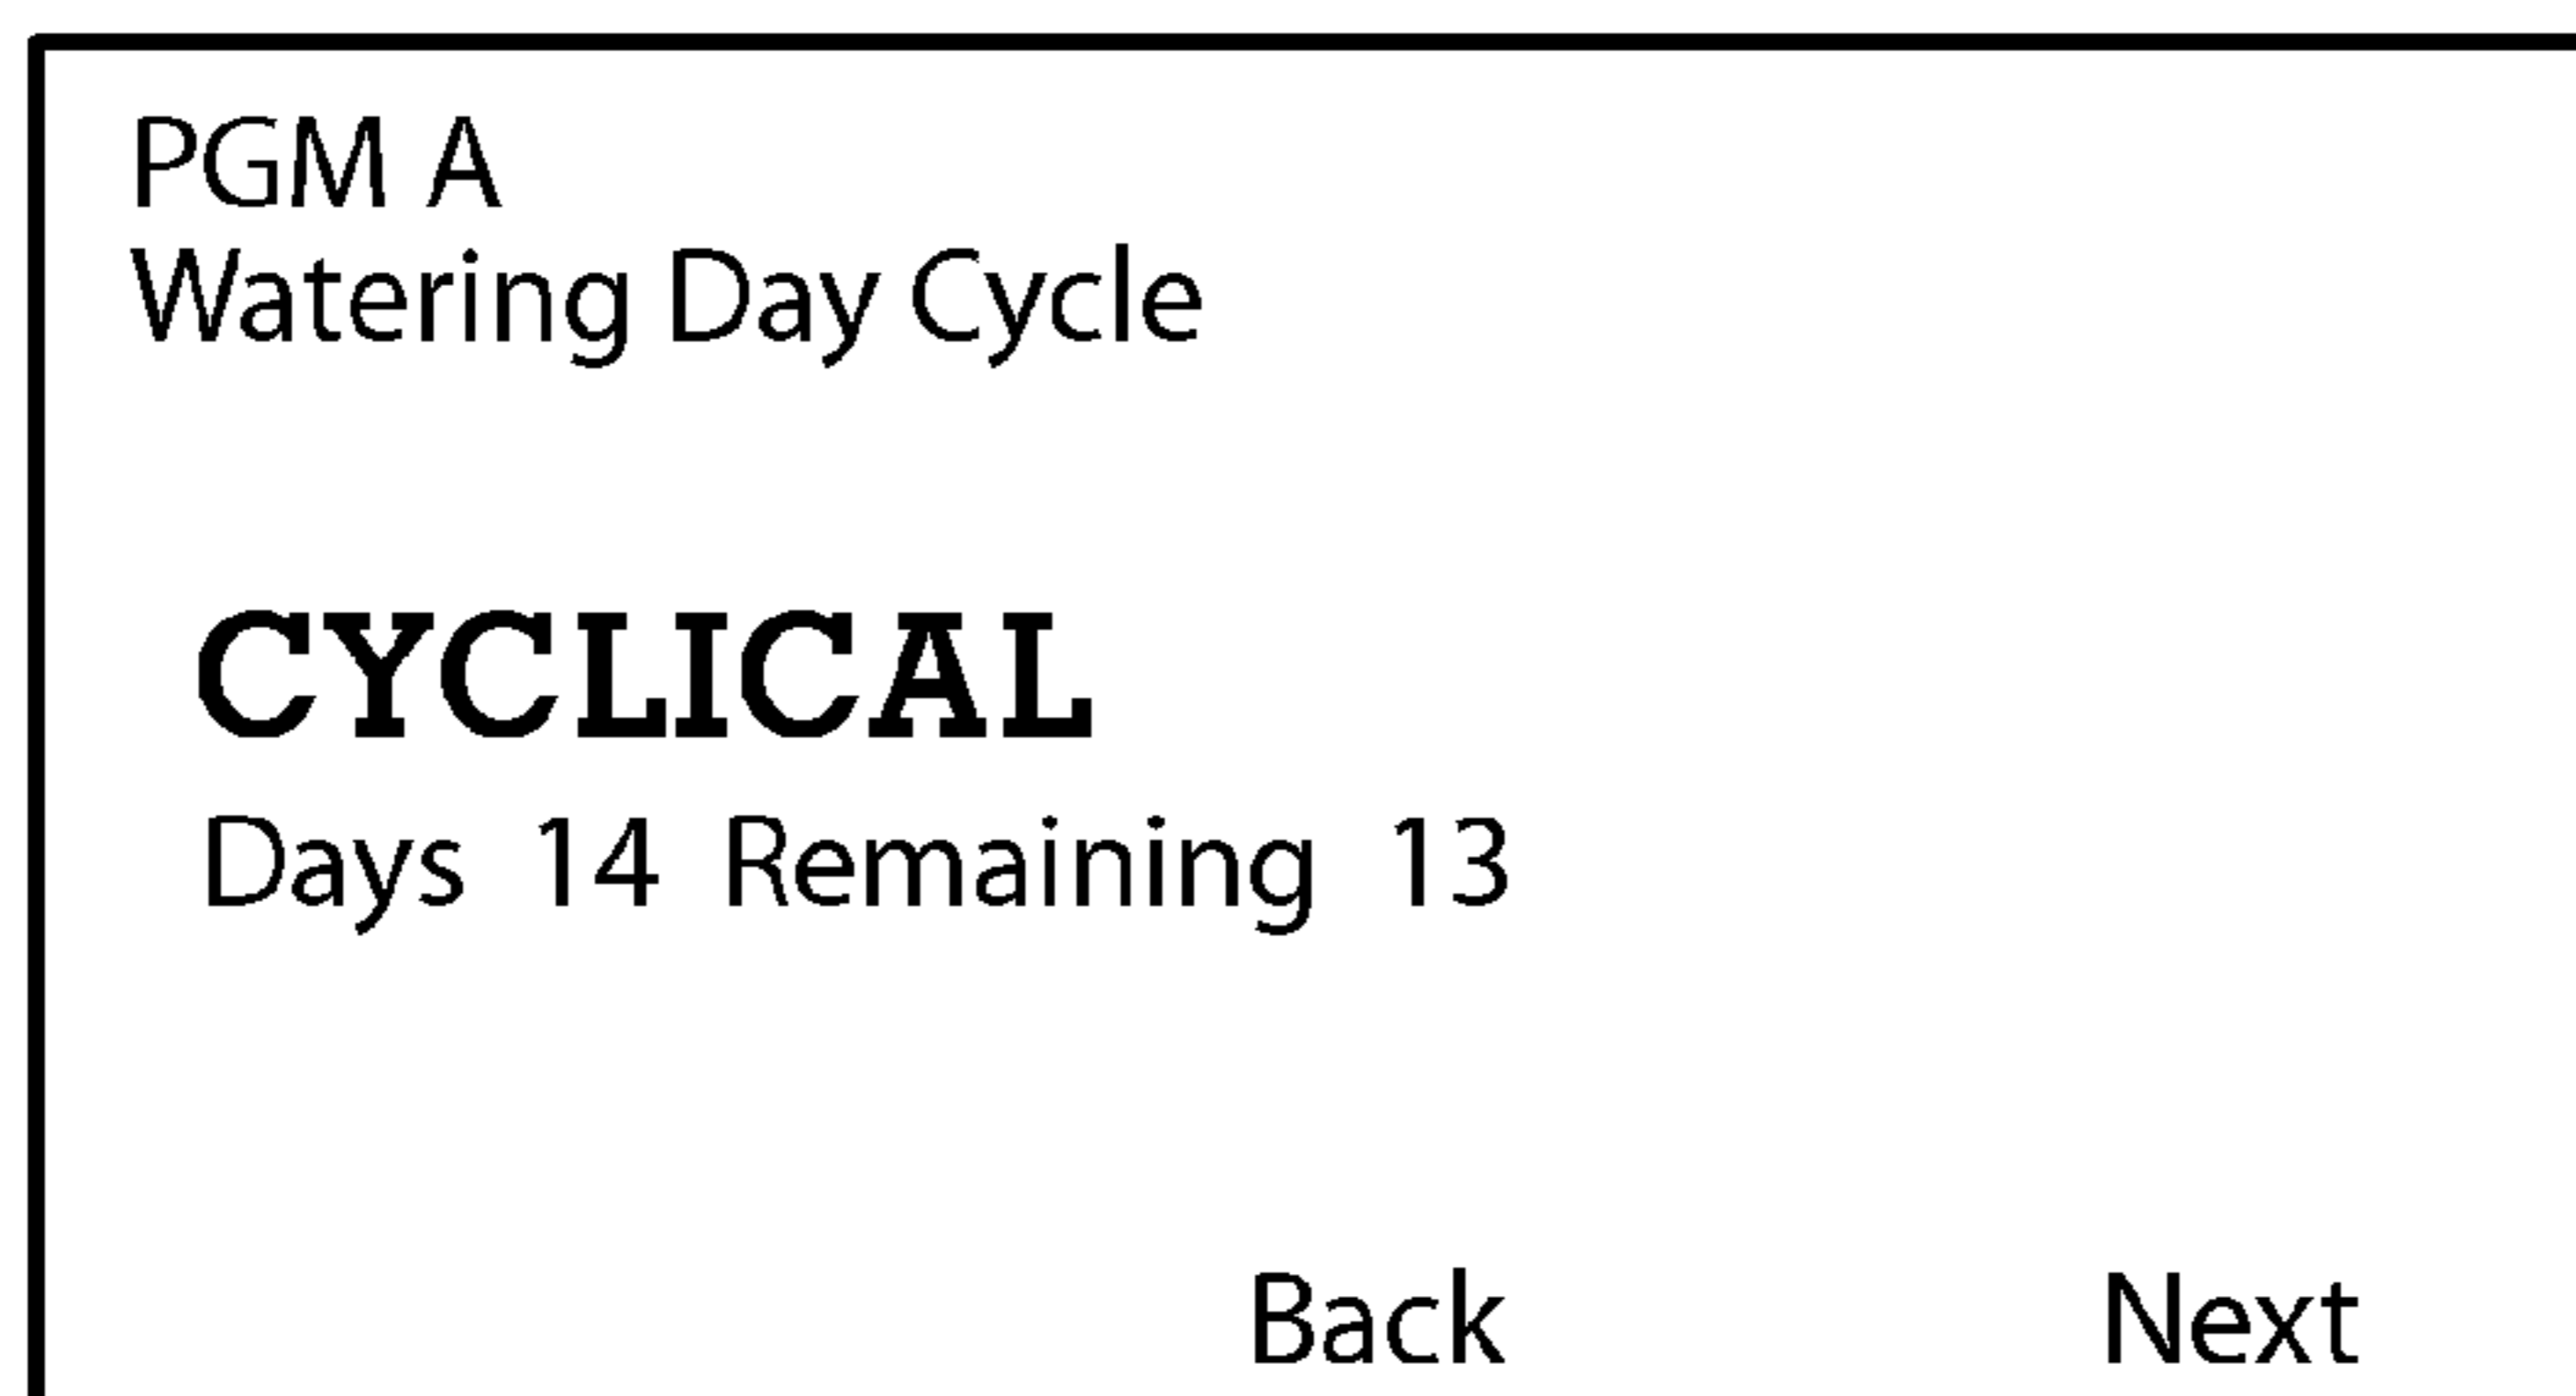 PGM A
Watering Day Cycle
CYCLICAL
Days 14 Remaining 13
Back Next